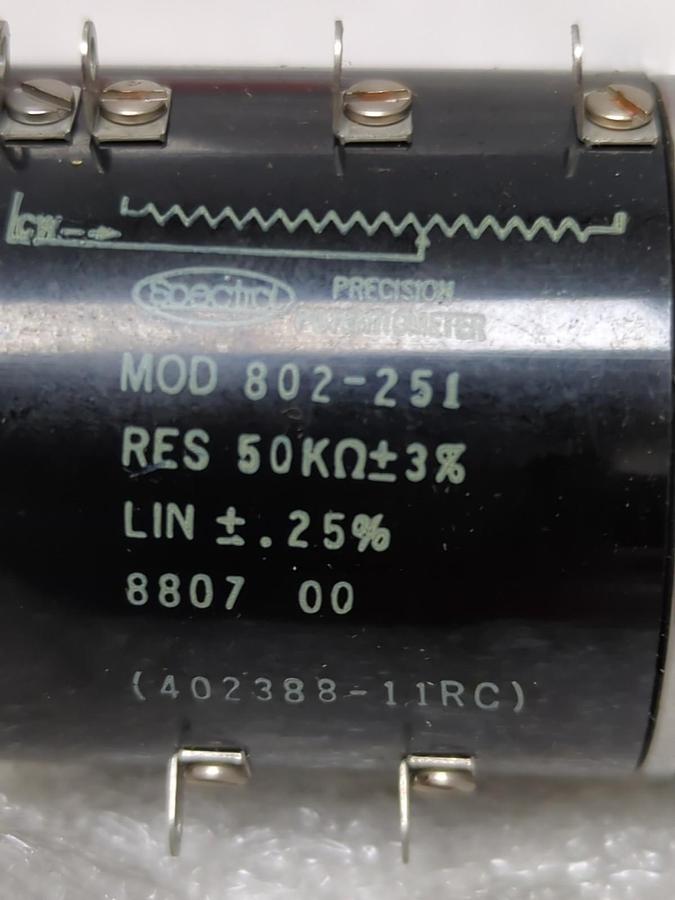 CW
Spectrol
PRECISION
POTENTIOMETER
MOD 802-251
RES 50KΩ±3%
LIN ±.25%
8807 00
(402388-11RC)